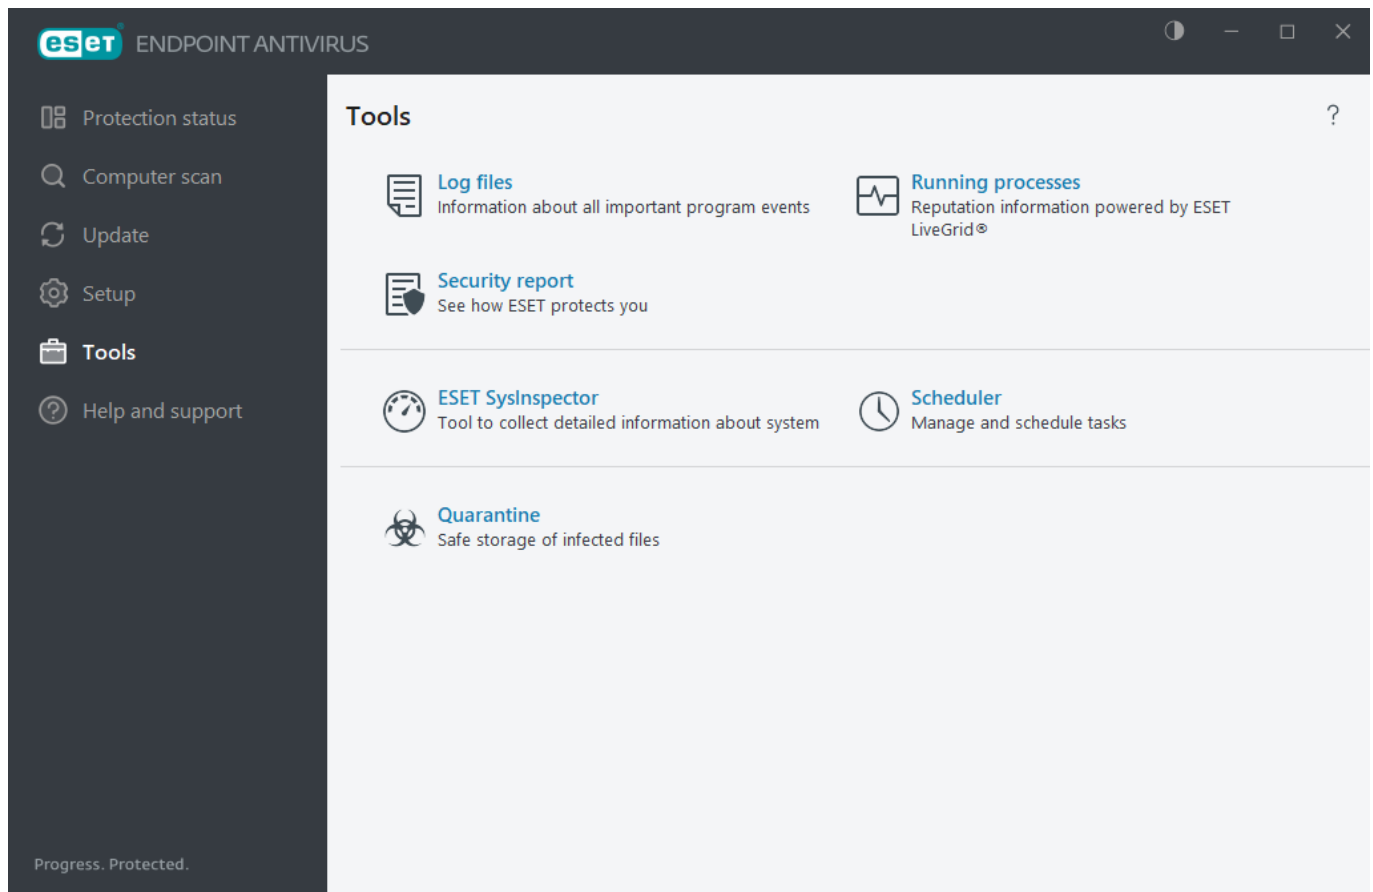 eset ENDPOINT ANTIVIRUS
Protection status
Computer scan
Update
Setup
Tools
Help and support
Progress. Protected.
Tools
?
Log files
Information about all important program events
Running processes
Reputation information powered by ESET
LiveGrid®
Security report
See how ESET protects you
ESET SysInspector
Tool to collect detailed information about system
Scheduler
Manage and schedule tasks
Quarantine
Safe storage of infected files